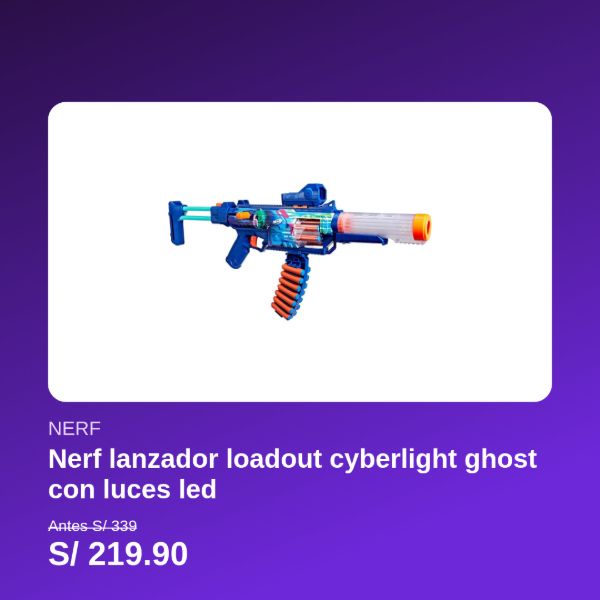 NERF
Nerf lanzador loadout cyberlight ghost
con luces led
Antes S/ 339
S/ 219.90